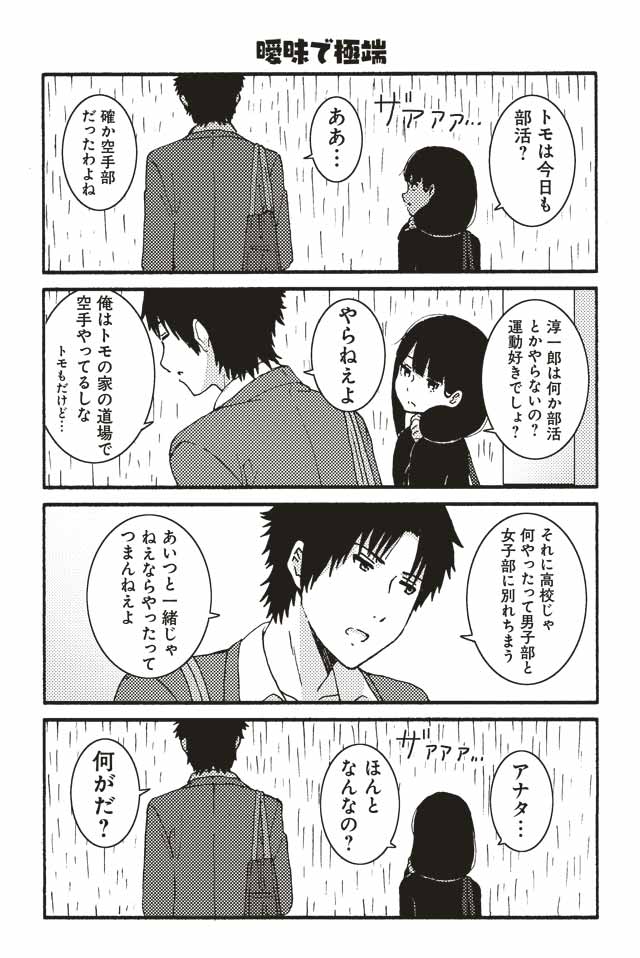 曖昧で極端
トモは今日も
部活?
ザァァァァ…
ああ…
確か空手部
だったわよね
淳一郎は何か部活
とかやらないの?
運動好きでしょ?
やらねえよ
俺はトモの家の道場で
空手やってるしな
トモもだけど…
それに高校じゃ
何やったって男子部と
女子部に別れちまう
あいつと一緒じゃ
ねえならやったって
つまんねえよ
アナタ…
ザァァァァ…
ほんと
なんなの?
何がだ?